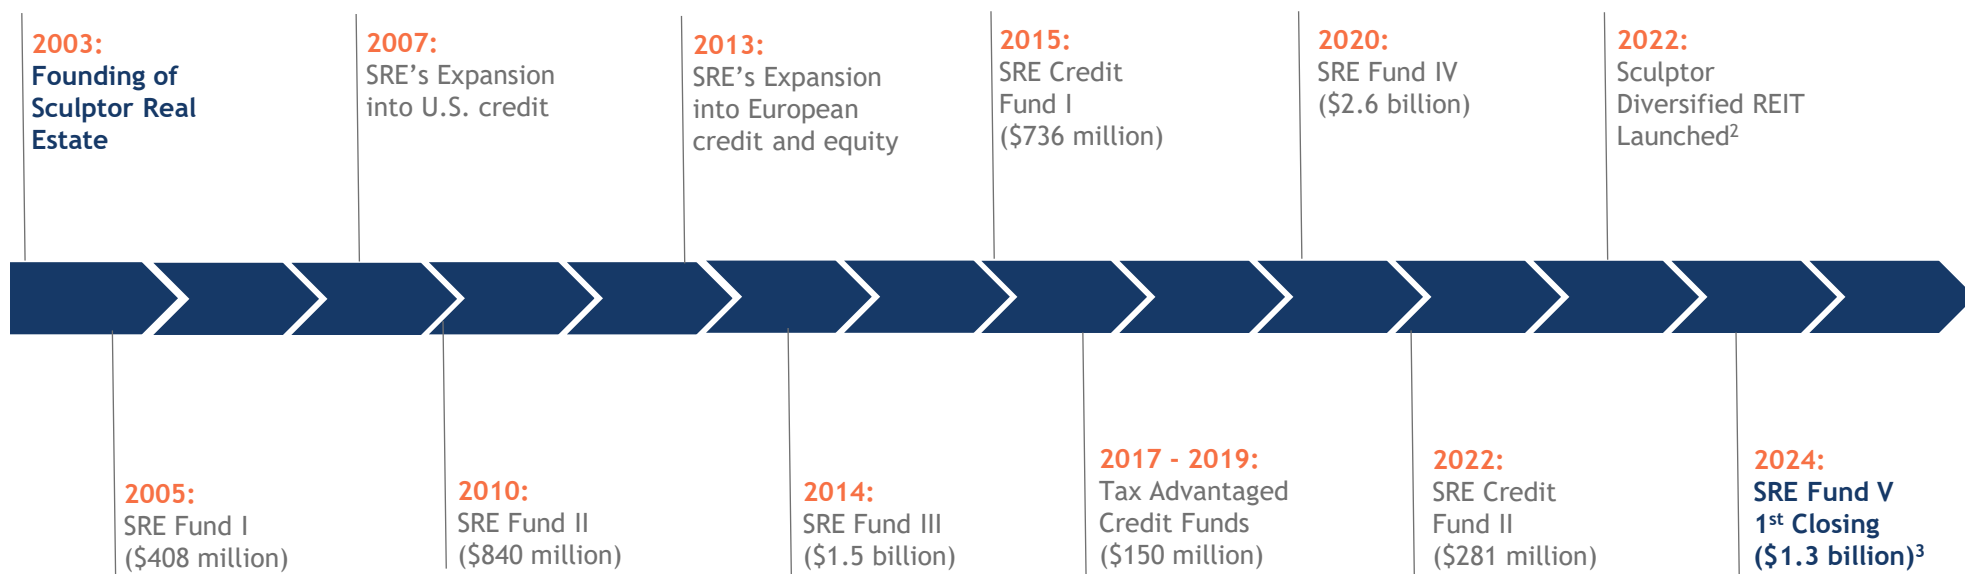 2003:
Founding of
Sculptor Real
Estate
2007:
SRE's Expansion
into U.S. credit
2013:
SRE's Expansion
into European
credit and equity
2015:
SRE Credit
Fund I
($736 million)
2020:
SRE Fund IV
($2.6 billion)
2022:
Sculptor
Diversified REIT
Launched²
2005:
SRE Fund I
($408 million)
2010:
SRE Fund II
($840 million)
2014:
SRE Fund III
($1.5 billion)
2017 - 2019:
Tax Advantaged
Credit Funds
($150 million)
2022:
SRE Credit
Fund II
($281 million)
2024:
SRE Fund V
1st Closing
($1.3 billion)³